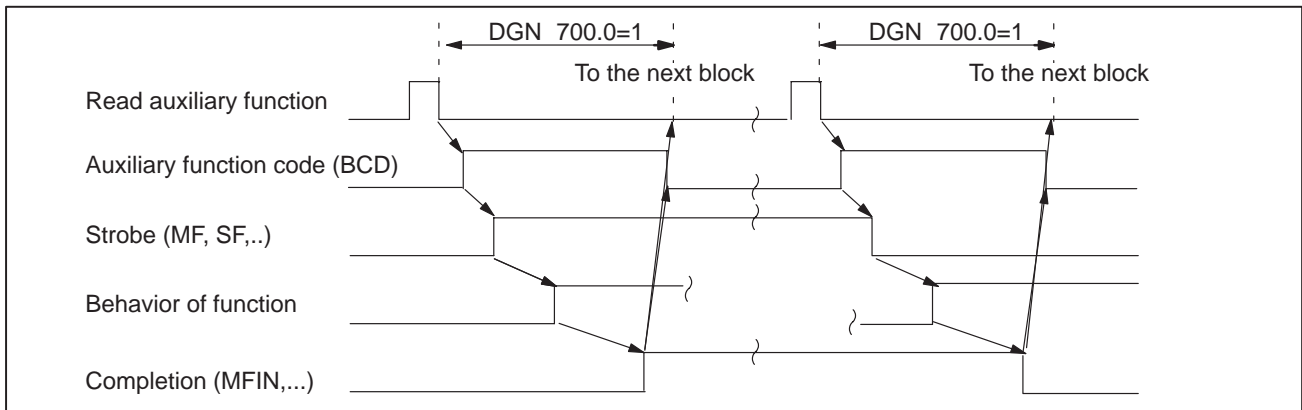 DGN 700.0=1 DGN 700.0=1
To the next block To the next block
Read auxiliary function
Auxiliary function code (BCD)
Strobe (MF, SF,..)
Behavior of function
Completion (MFIN,...)